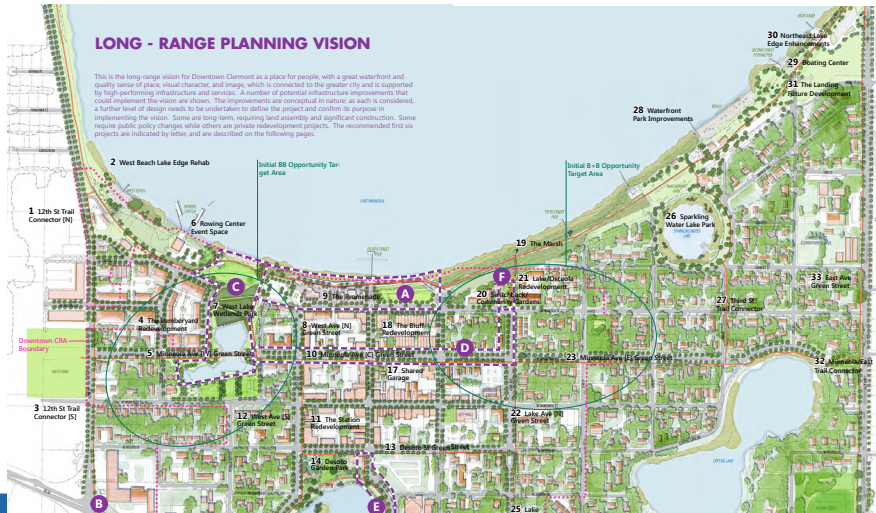 LONG - RANGE PLANNING VISION
This is the long-range vision for Downtown Clermont as a place for people, with a great waterfront and
quality sense of place, visual character, and image, which is connected to the greater city and is supported
by high-performing infrastructure and services. A number of potential infrastructure improvements that
could implement the vision are shown. The improvements are conceptual in nature; as each is considered,
a further level of design needs to be undertaken to define the project and confirm its purpose in
implementing the vision. Some are long-term, requiring land assembly and significant construction. Some
require public policy changes while others are private redevelopment projects. The recommended first six
projects are indicated by letter, and are described on the following pages.
30 Northeast Lake
Edge Enhancements
29 Boating Center
31 The Landing
Future Development
28 Waterfront
Park Improvements
2 West Beach Lake Edge Rehab
Initial BB Opportunity Tar-
get Area
Initial B+B Opportunity
Target Area
1 12th St Trail
Connector [N]
6 Rowing Center
Event Space
LAKE MINNEOLA
26 Sparkling
Water Lake Park
19 The Marsh
F
21 Lake/Osceola
Redevelopment
33 East Ave
Green Street
C
9 The Promenade
A
20 Switchback/
Community Gardens
7 West Lake
Wetlands Park
27 Third St
Trail Connector
4 The Lumberyard
Redevelopment
8 West Ave [N]
Green Street
18 The Bluff
Redevelopment
Downtown CRA
Boundary
D
5 Minneola Ave [W] Green Street
10 Minneola Ave [C] Green Street
23 Minneola Ave [E] Green Street
32 Minneola/East
Trail Connector
WEST PARK
17 Shared
Garage
3 12th St Trail
Connector [S]
12 West Ave [S]
Green Street
11 The Station
Redevelopment
22 Lake Ave [N]
Green Street
13 Desoto St Green Street
14 Desoto
Garden Park
B
E
25 Lake